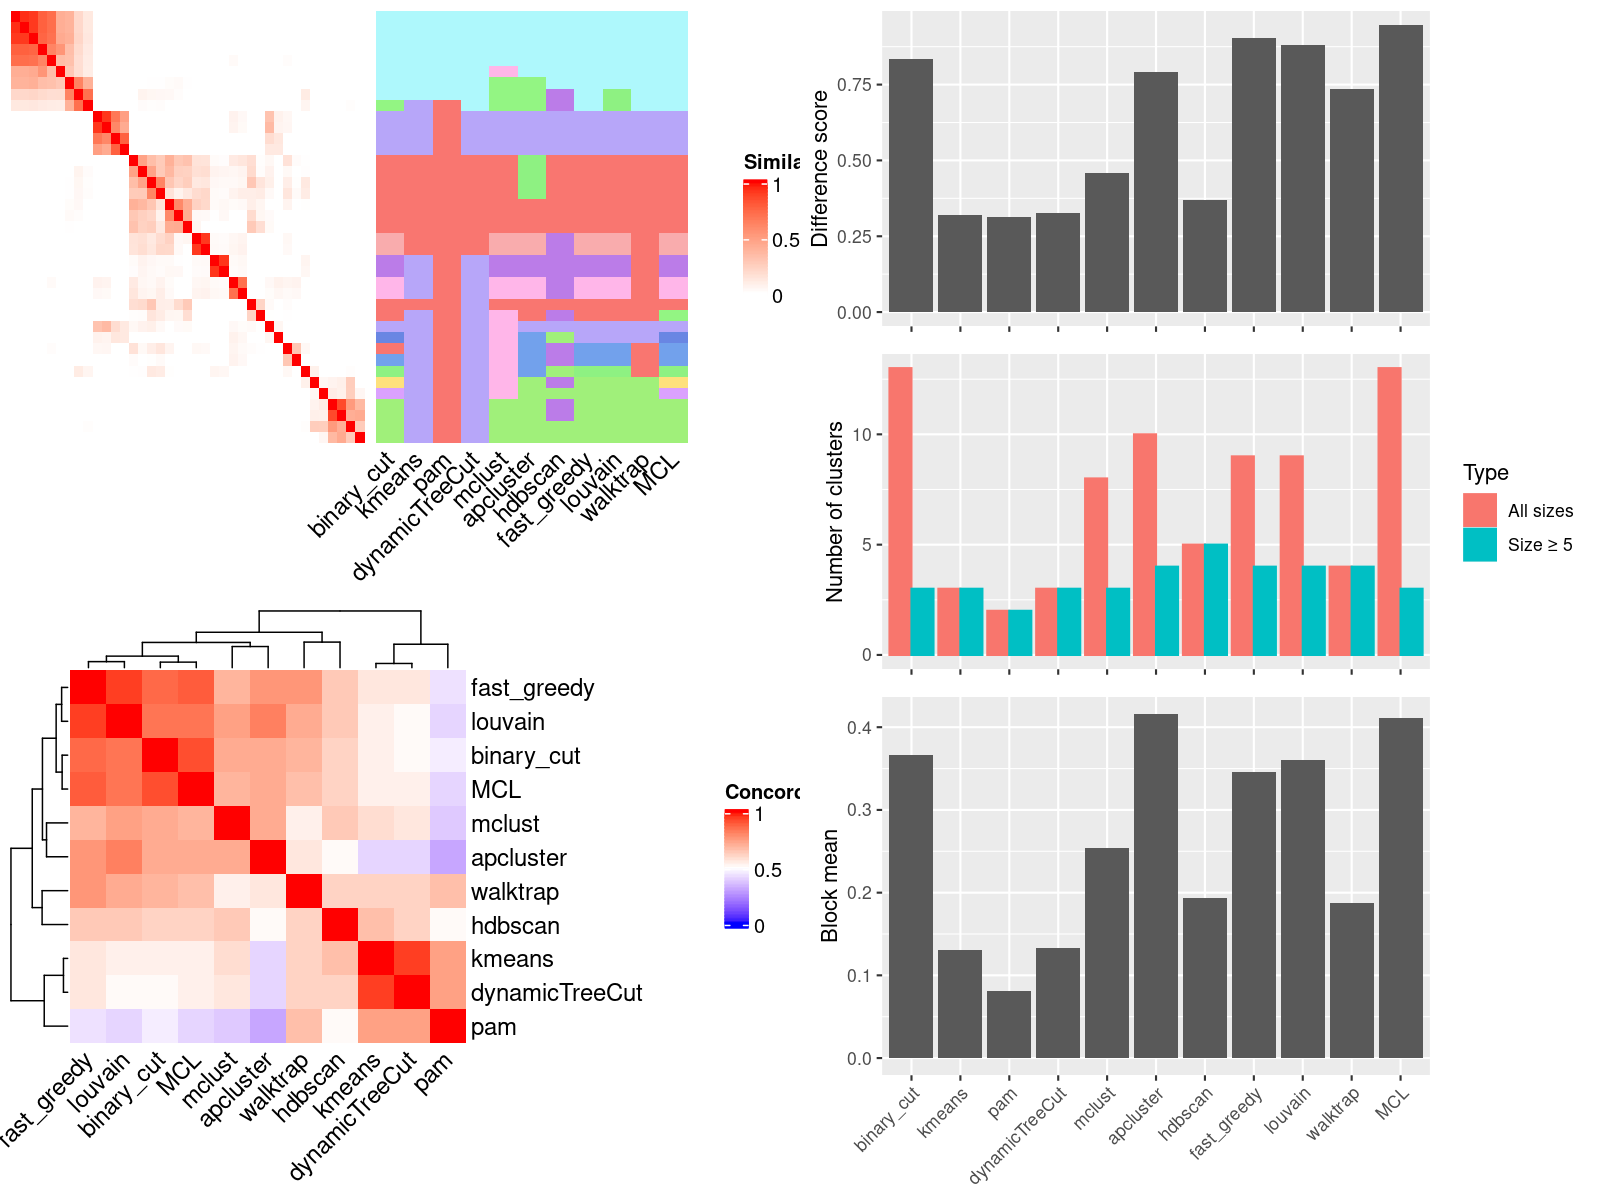 Simila
1
0.5
0
binary_cut
kmeans
pam
dynamicTreeCut
mclust
apcluster
hdbscan
fast_greedy
louvain
walktrap
MCL
fast_greedy
louvain
binary_cut
MCL
mclust
apcluster
walktrap
hdbscan
kmeans
dynamicTreeCut
pam
Concord
1
0.5
0
fast_greedy
louvain
binary_cut
MCL
mclust
apcluster
walktrap
hdbscan
kmeans
dynamicTreeCut
pam
Difference score
0.75
0.50
0.25
0.00
Number of clusters
10
5
0
Type
All sizes
Size ≥ 5
Block mean
0.4
0.3
0.2
0.1
0.0
binary_cut
kmeans
pam
dynamicTreeCut
mclust
apcluster
hdbscan
fast_greedy
louvain
walktrap
MCL